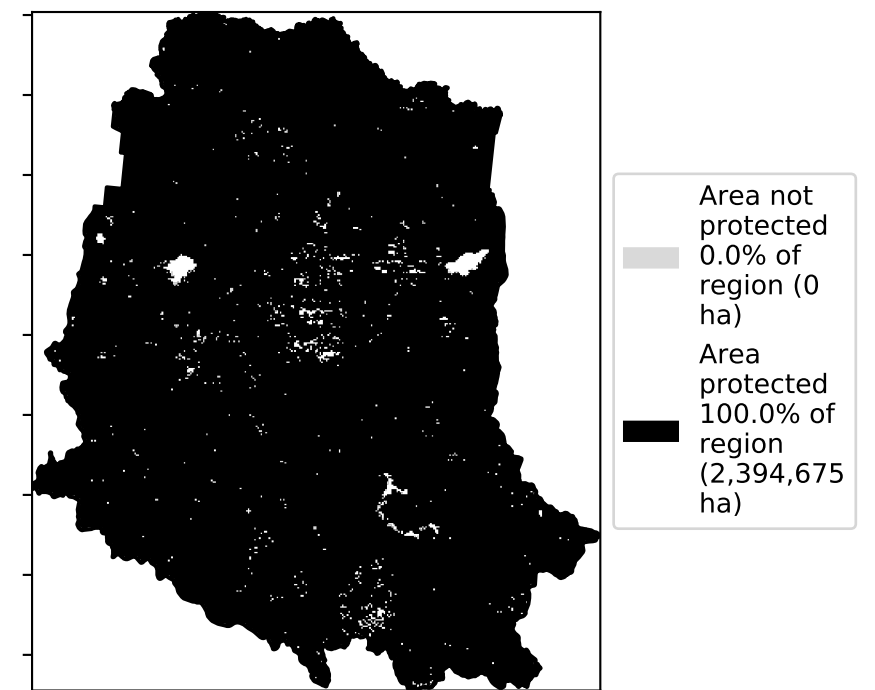 Area not
protected
0.0% of
region (0
ha)
Area
protected
100.0% of
region
(2,394,675
ha)